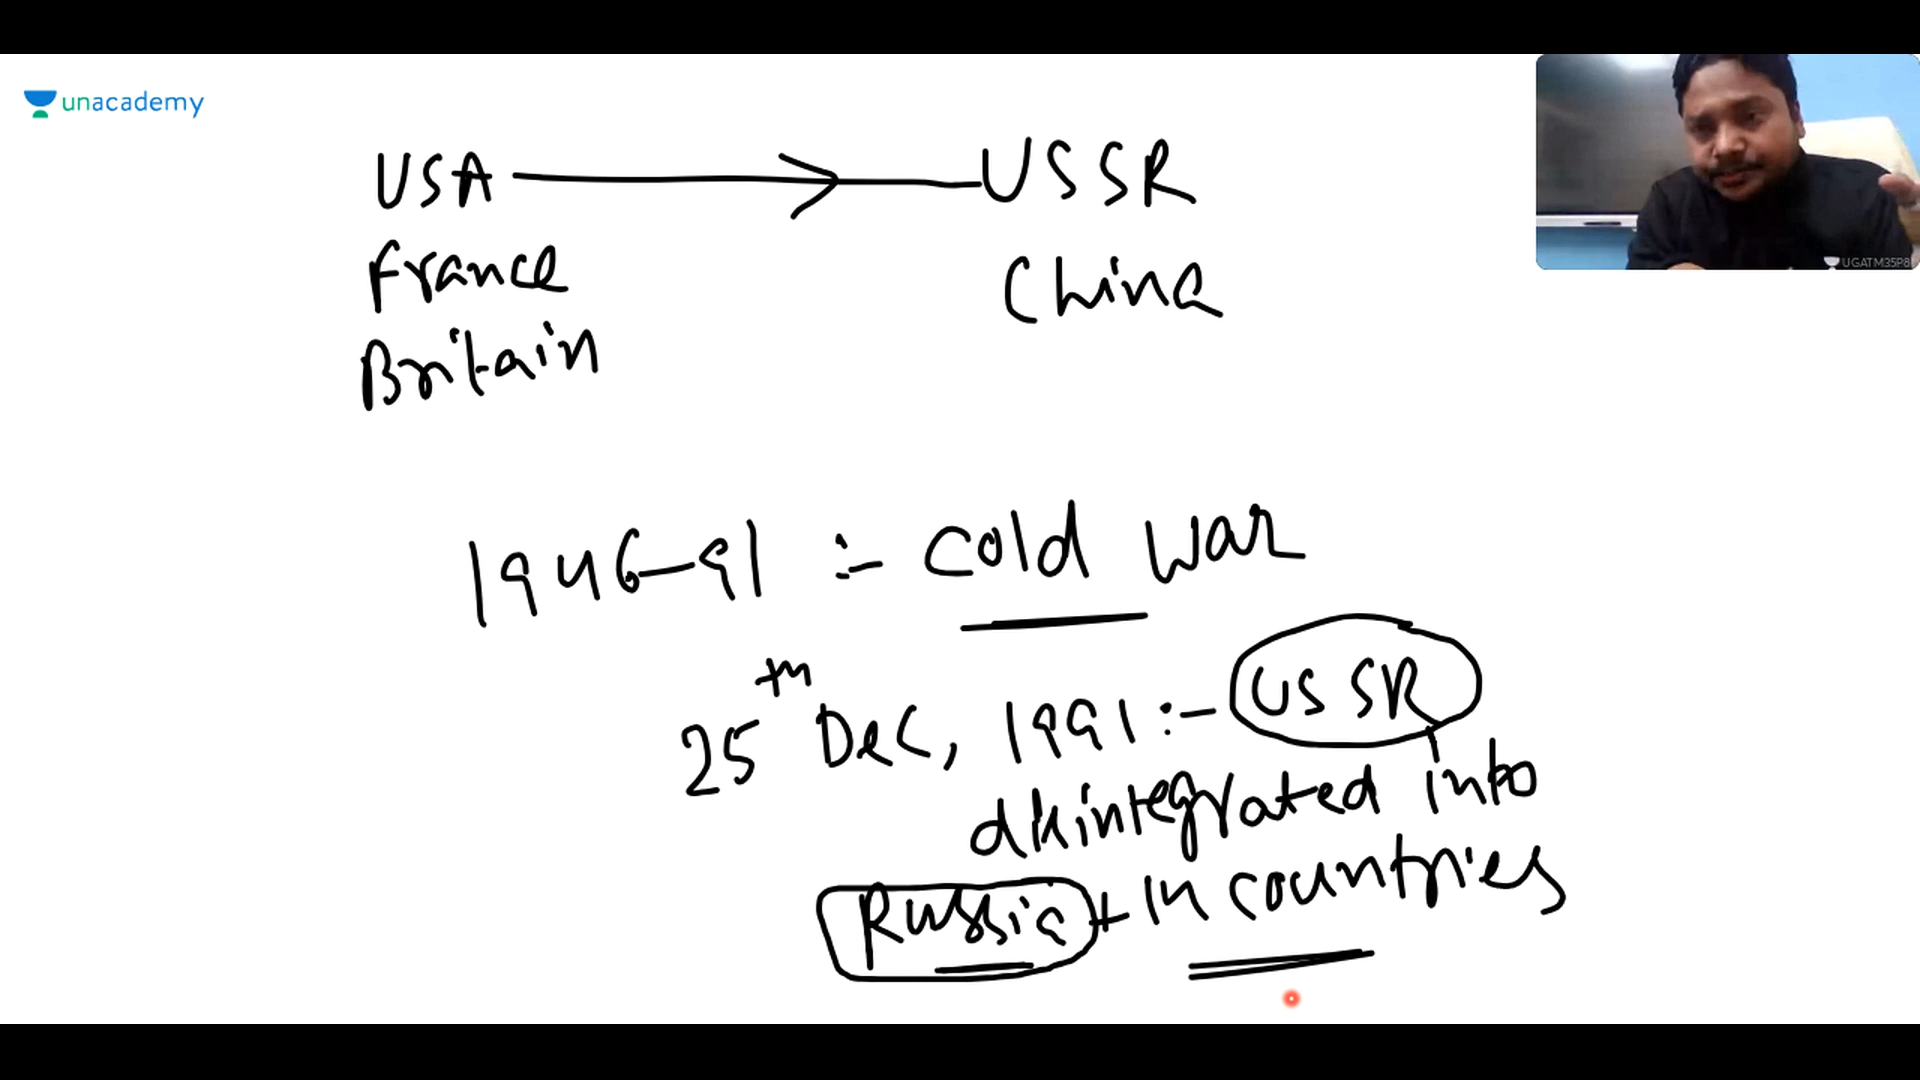 unacademy
USA → USSR
France
China
Britain
1946-91 :- Cold war
25th Dec, 1991 :- USSR
disintegrated into
Russia + 14 countries
UGATM35P8